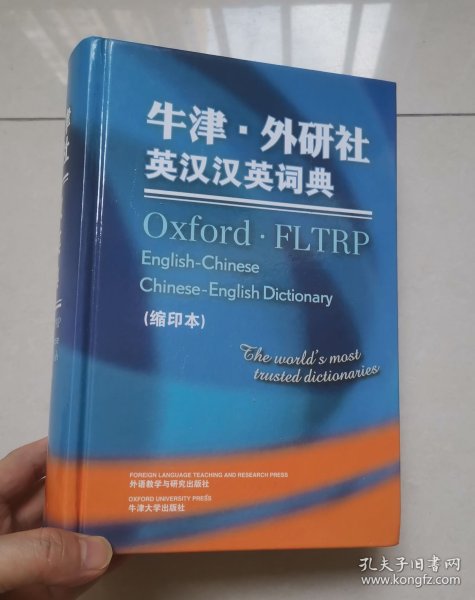 牛津·外研社
英汉汉英词典
Oxford · FLTRP
English-Chinese
Chinese-English Dictionary
(缩印本)
The world's most
trusted dictionaries
FOREIGN LANGUAGE TEACHING AND RESEARCH PRESS
外语教学与研究出版社
OXFORD UNIVERSITY PRESS
牛津大学出版社
孔夫子旧书网
www.kongfz.com